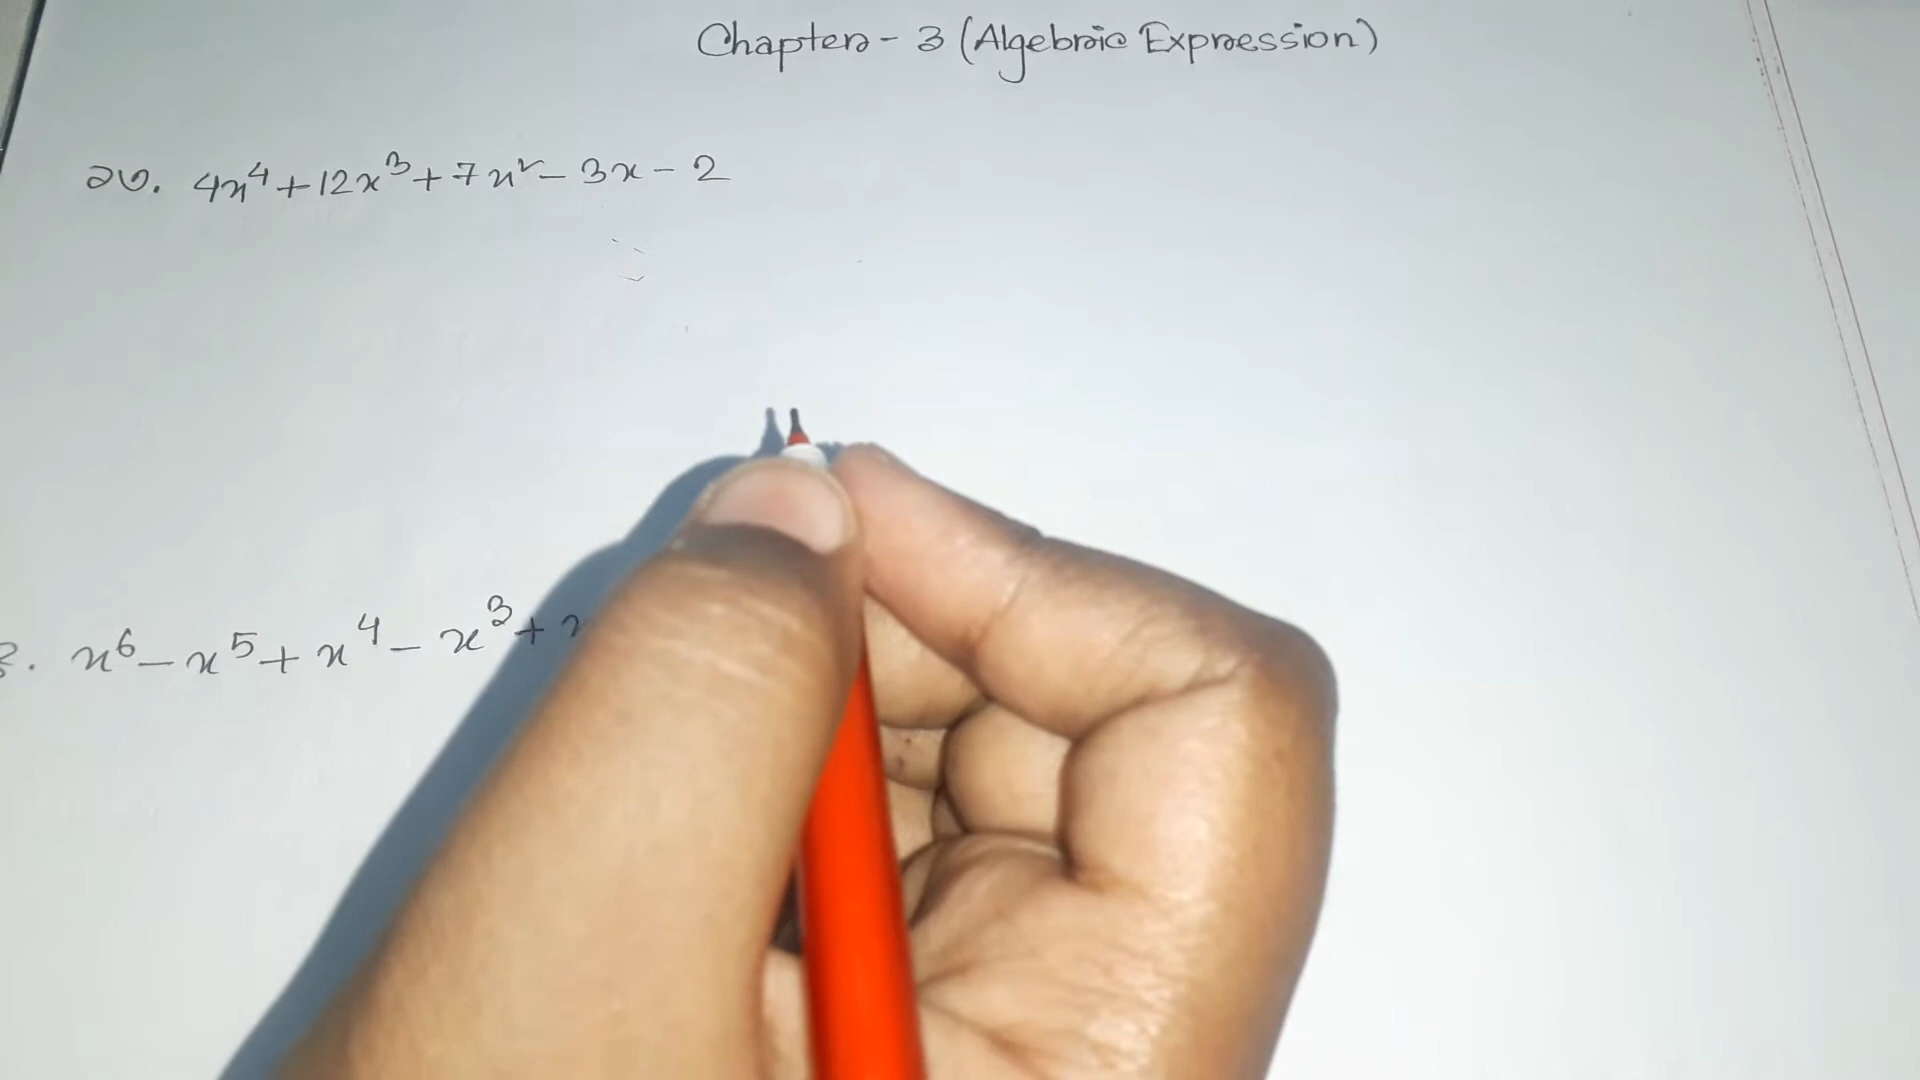 Chapter - 3 (Algebraic Expression)
২৩. 4x⁴ + 12x³ + 7x² - 3x - 2
x⁶ - x⁵ + x⁴ - x³ +